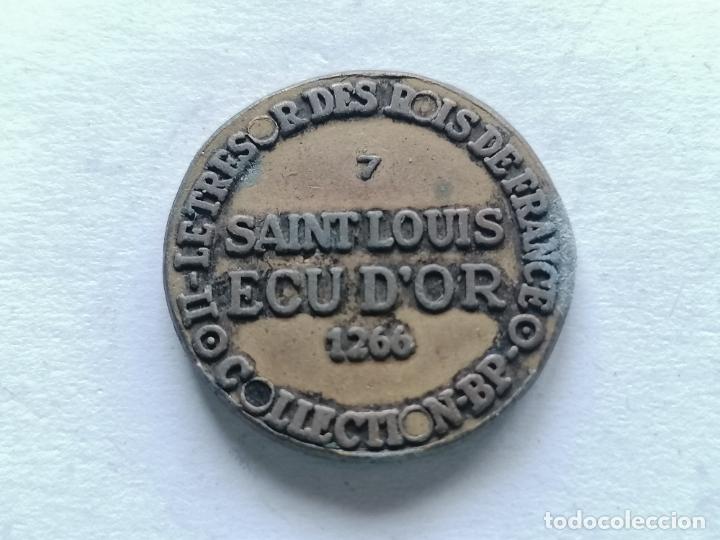 II-LE TRESOR DES ROIS DE FRANCE
7
SAINT LOUIS
ECU D'OR
1266
COLLECTION-BP-
todocoleccion